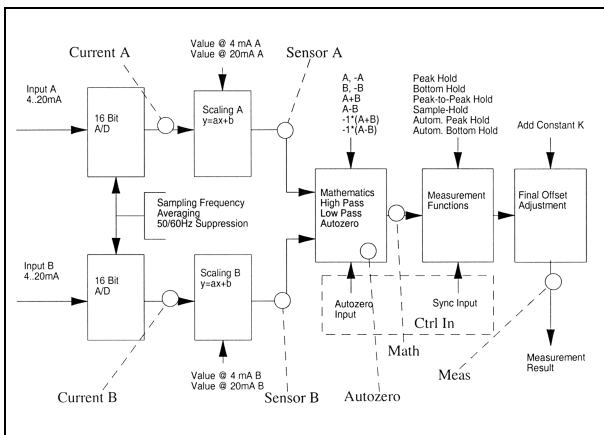 Value @ 4 mA A
Value @ 20mA A
Current A
Sensor A
Input A
4..20mA
16 Bit
A/D
Scaling A
y=ax+b
A, -A
B, -B
A+B
A-B
-1*(A+B)
-1*(A-B)
Peak Hold
Bottom Hold
Peak-to-Peak Hold
Sample-Hold
Autom. Peak Hold
Autom. Bottom Hold
Add Constant K
Sampling Frequency
Averaging
50/60Hz Suppression
Mathematics
High Pass
Low Pass
Autozero
Measurement
Functions
Final Offset
Adjustment
Input B
4..20mA
16 Bit
A/D
Scaling B
y=ax+b
Autozero
Input
Sync Input
Ctrl In
Value @ 4 mA B
Value @ 20mA B
Current B
Sensor B
Autozero
Math
Meas
Measurement
Result